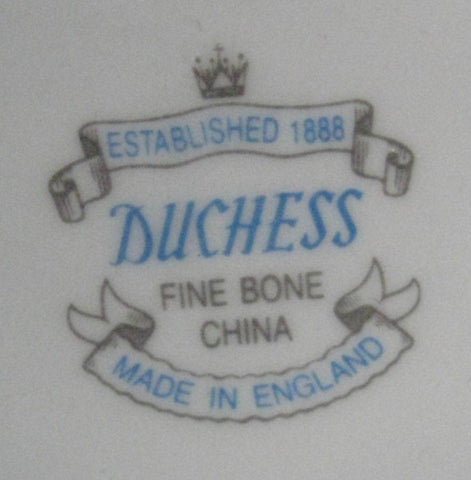 ESTABLISHED 1888
DUCHESS
FINE BONE
CHINA
MADE IN ENGLAND